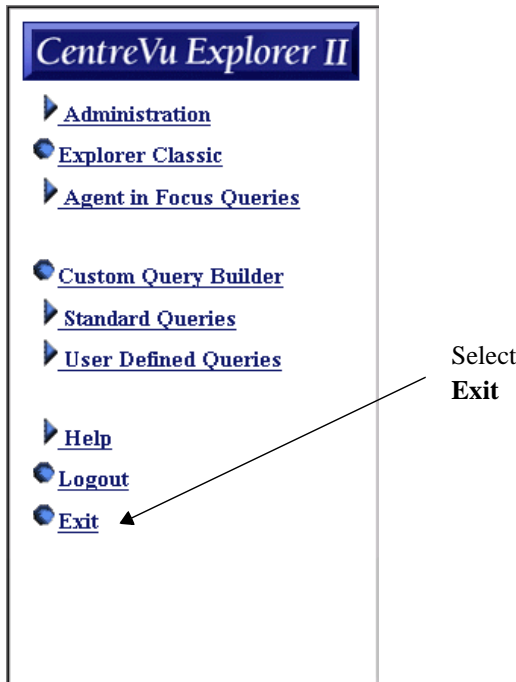 CentreVu Explorer II
Administration
Explorer Classic
Agent in Focus Queries
Custom Query Builder
Standard Queries
User Defined Queries
Help
Logout
Exit
Select
Exit